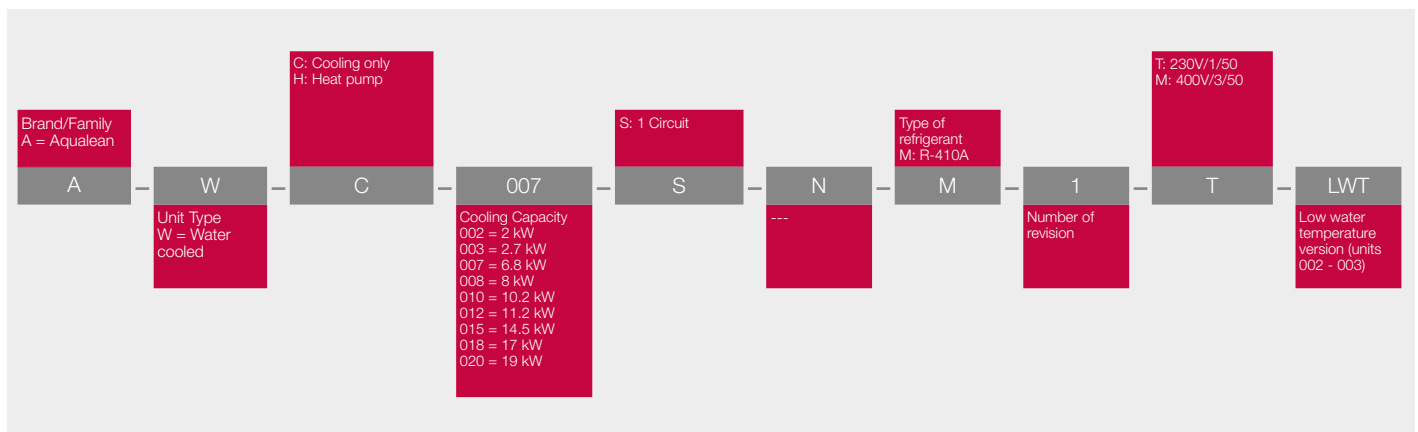 C: Cooling only
H: Heat pump
T: 230V/1/50
M: 400V/3/50
Brand/Family
A = Aqualean
S: 1 Circuit
Type of
refrigerant
M: R-410A
A – W – C – 007 – S – N – M – 1 – T – LWT
Unit Type
W = Water
cooled
Cooling Capacity
002 = 2 kW
003 = 2.7 kW
007 = 6.8 kW
008 = 8 kW
010 = 10.2 kW
012 = 11.2 kW
015 = 14.5 kW
018 = 17 kW
020 = 19 kW
---
Number of
revision
Low water
temperature
version (units
002 - 003)